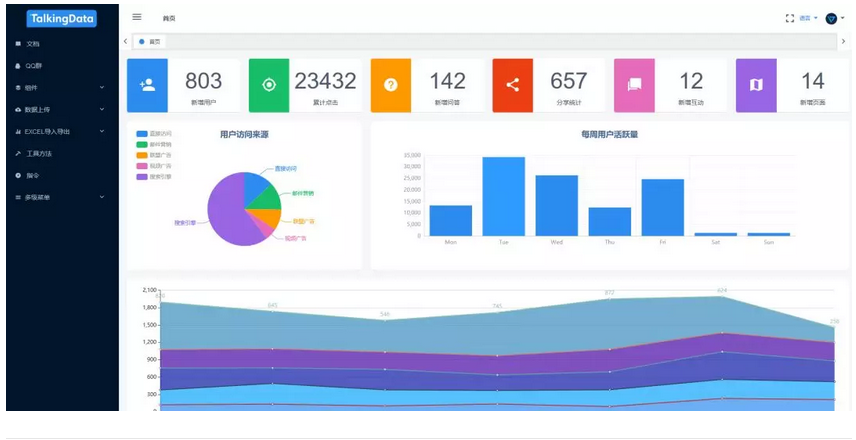 TalkingData
首页
语言
文档
首页
QQ群
组件
803
新增用户
23432
累计点击
142
新增问答
657
分享统计
12
新增互动
14
新增页面
数据上传
EXCEL导入导出
工具方法
指令
多级菜单
用户访问来源
直接访问
邮件营销
联盟广告
视频广告
搜索引擎
直接访问
邮件营销
联盟广告
视频广告
搜索引擎
每周用户活跃量
35,000
30,000
25,000
20,000
15,000
10,000
5,000
0
Mon
Tue
Wed
Thu
Fri
Sat
Sun
2,100
1,800
1,500
1,200
900
600
300
0